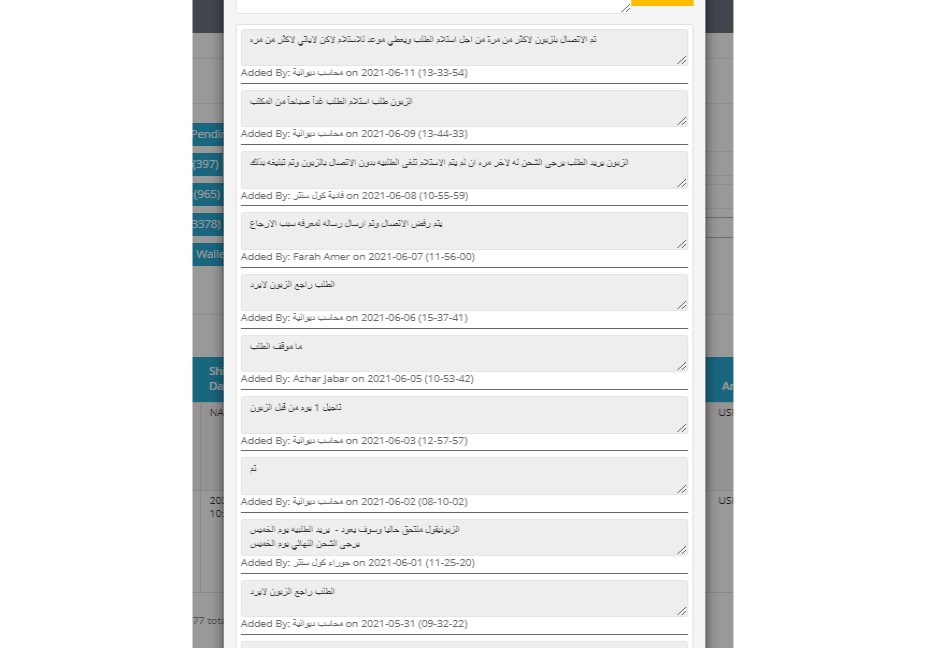 تم الاتصال بلزبون لاكثر من مرة من اجل استلام الطلب ويعطي موعد للاستلام لاكن لاياتي لاكثر من مره
Added By: محاسب ديوانية on 2021-06-11 (13-33-54)
الزبون طلب استلام الطلب غداً صباحاً من المكتب
Added By: محاسب ديوانية on 2021-06-09 (13-44-33)
الزبون يريد الطلب يرجى الشحن له لاخر مره ان لم يتم الاستلام تلغى الطلبيه بدون الاتصال بالزبون وتم تبليغه بذلك
Added By: فادية كول سنتر on 2021-06-08 (10-55-59)
يتم رفض الاتصال وتم ارسال رساله لمعرفه سبب الارجاع
Added By: Farah Amer on 2021-06-07 (11-56-00)
الطلب راجع الزبون لايرد
Added By: محاسب ديوانية on 2021-06-06 (15-37-41)
ما موقف الطلب
Added By: Azhar Jabar on 2021-06-05 (10-53-42)
تاجيل 1 يوم من قبل الزبون
Added By: محاسب ديوانية on 2021-06-03 (12-57-57)
تم
Added By: محاسب ديوانية on 2021-06-02 (08-10-02)
الزبونيقول ملتحق حاليا وسوف يعود - يريد الطلبيه يوم الخميس
يرجى الشحن النهائي يوم الخميس
Added By: حوراء كول سنتر on 2021-06-01 (11-25-20)
الطلب راجع الزبون لايرد
Added By: محاسب ديوانية on 2021-05-31 (09-32-22)
Pendin
(397)
(965)
3378)
Walle
Sh
Da
NA
202
10:
77 tota
Ar
USI
USI